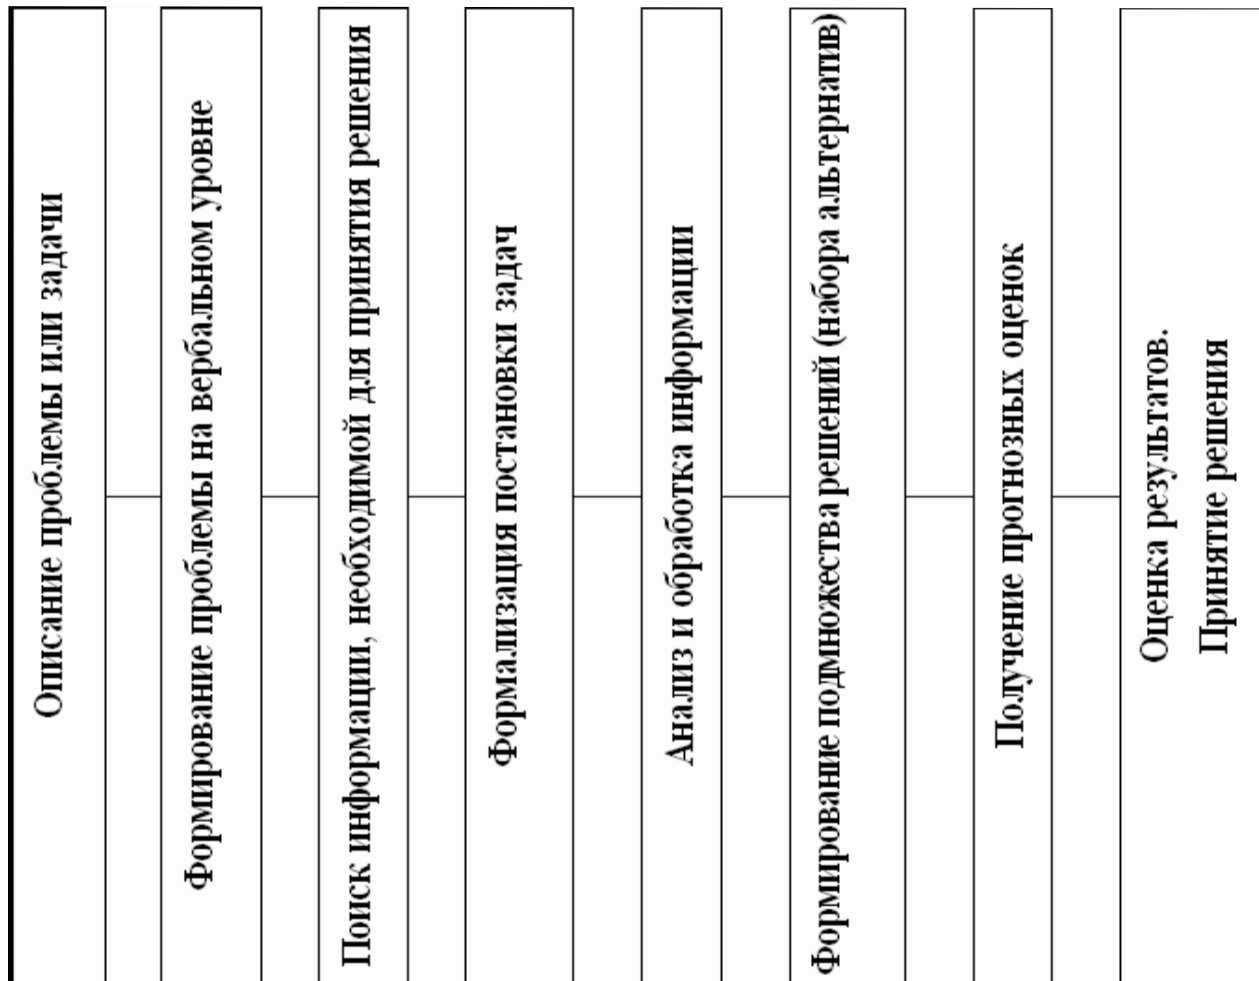 Описание проблемы или задачи
Формирование проблемы на вербальном уровне
Поиск информации, необходимой для принятия решения
Формализация постановки задач
Анализ и обработка информации
Формирование подмножества решений (набора альтернатив)
Получение прогнозных оценок
Оценка результатов.
Принятие решения